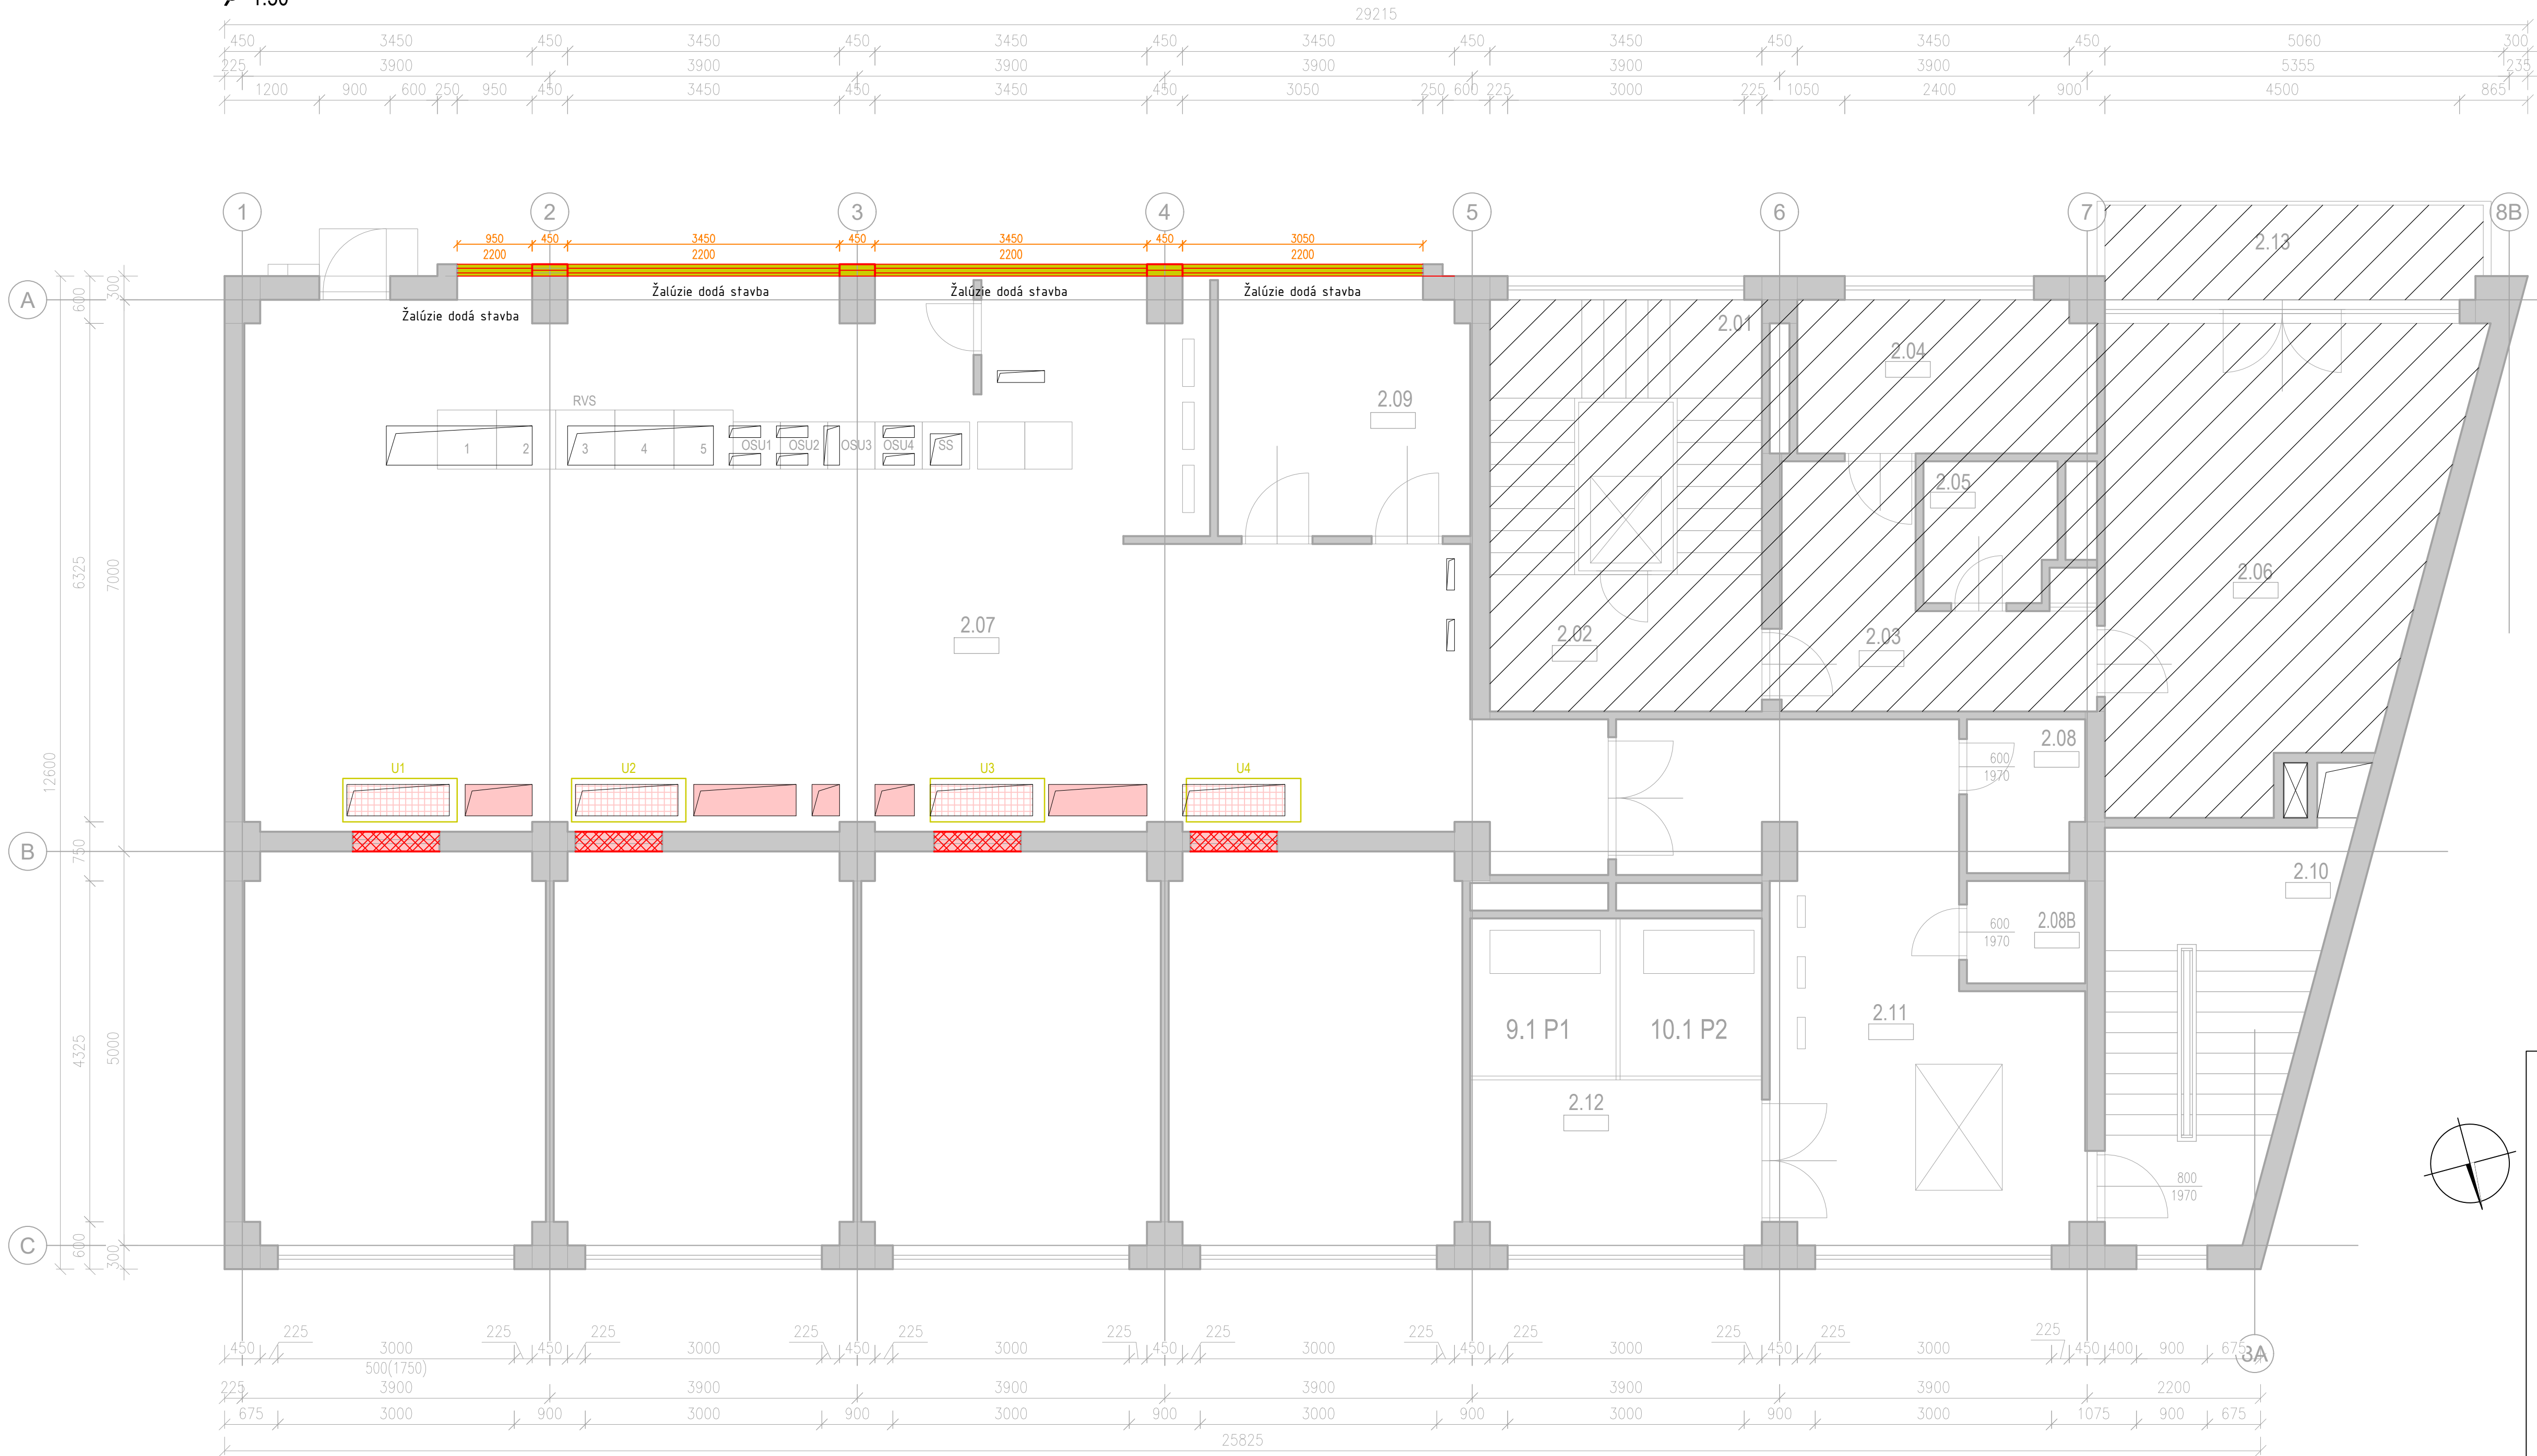 29215
450 3450 450 3450 450 3450 450 3450 450 3450 450 3450 450 5060 300
225 3900 3900 3900 3900 3900 3900 5355 235
1200 900 600 250 950 450 3450 450 3450 450 3050 250 600 225 3000 225 1050 2400 900 4500 865
1 2 3 4 5 6 7 8B
950 450 3450 450 3450 450 3050
2200 2200 2200 2200
2.13
A
600 300
Žalúzie dodá stavba
Žalúzie dodá stavba
Žalúzie dodá stavba
Žalúzie dodá stavba
2.01
2.04
2.09
RVS
1 2 3 4 5 OSU1 OSU2 OSU3 OSU4 SS
2.05
6325 7000
2.06
2.07
2.02
2.03
2.08
600
1970
12600
U1 U2 U3 U4
B
750
2.10
2.08B
600
1970
2.11
9.1 P1
10.1 P2
4325 5000
2.12
800
1970
C
600 300
225 225 225 225 225 225 225 225 225 225 225 225
450 3000 450 3000 450 3000 450 3000 450 3000 450 3000 450 400 900 675
8A
500(1750)
225 3900 3900 3900 3900 3900 3900 2200
675 3000 900 3000 900 3000 900 3000 900 3000 900 3000 1075 900 675
25825